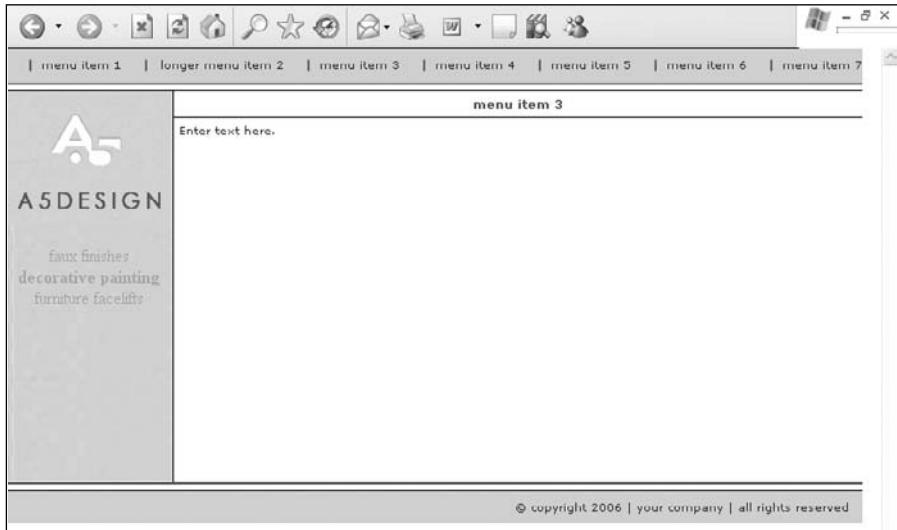 W
| menu item 1 | longer menu item 2 | menu item 3 | menu item 4 | menu item 5 | menu item 6 | menu item 7
menu item 3
Enter text here.
A5
A5DESIGN
faux finishes
decorative painting
furniture facelifts
© copyright 2006 | your company | all rights reserved